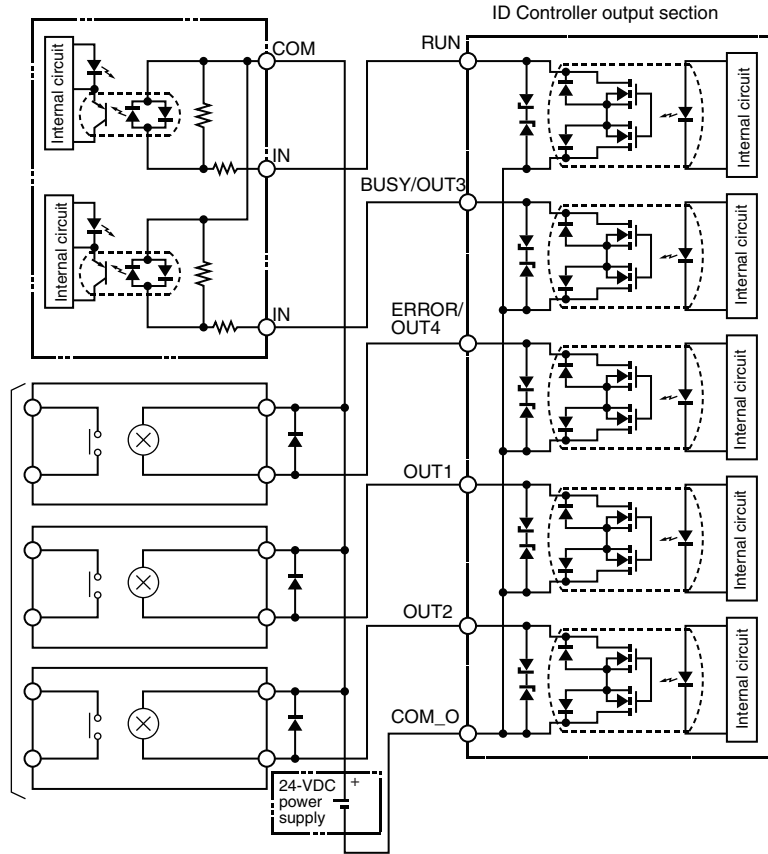 ID Controller output section
COM
RUN
Internal circuit
Internal circuit
IN
BUSY/OUT3
Internal circuit
Internal circuit
IN
ERROR/
OUT4
Internal circuit
OUT1
Internal circuit
OUT2
Internal circuit
COM_O
24-VDC
power
supply
+